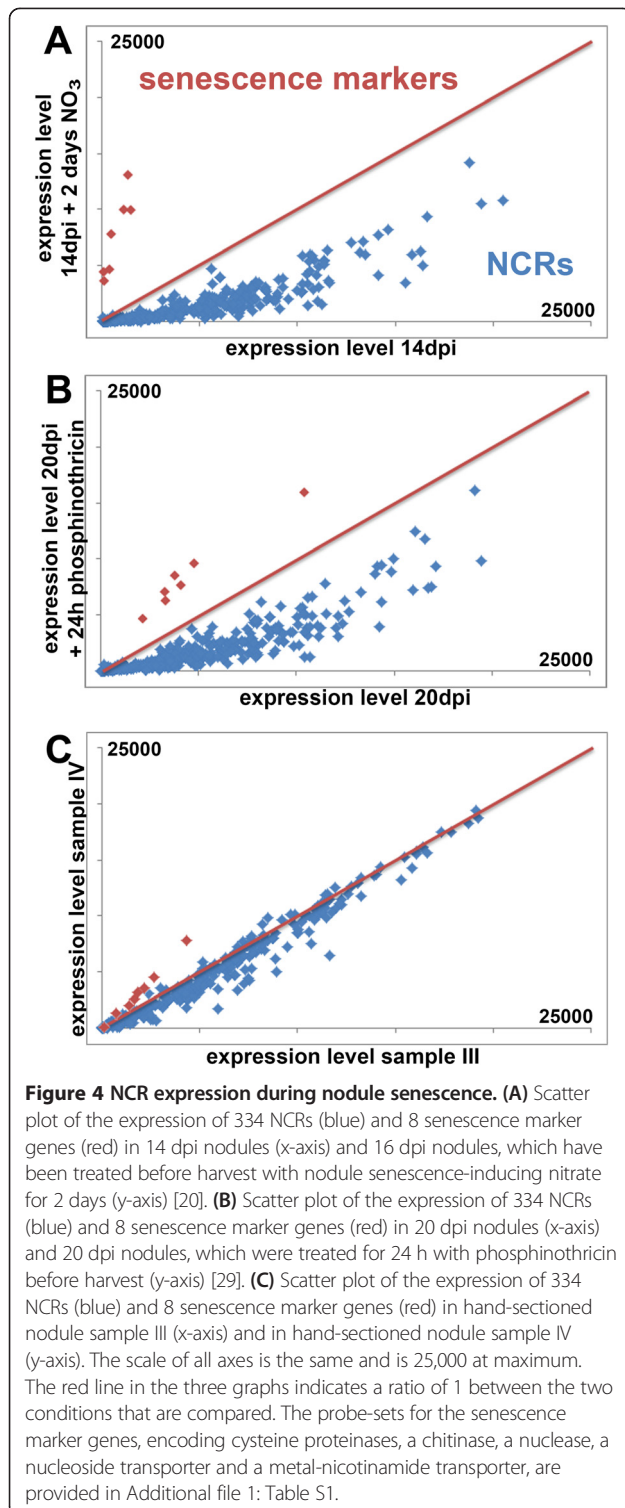 A
25000
senescence markers
expression level
14dpi + 2 days NO₃
NCRs
25000
expression level 14dpi
B
25000
expression level 20dpi
+ 24h phosphinothricin
25000
expression level 20dpi
C
25000
expression level sample IV
25000
expression level sample III
Figure 4 NCR expression during nodule senescence. (A) Scatter
plot of the expression of 334 NCRs (blue) and 8 senescence marker
genes (red) in 14 dpi nodules (x-axis) and 16 dpi nodules, which have
been treated before harvest with nodule senescence-inducing nitrate
for 2 days (y-axis) [20]. (B) Scatter plot of the expression of 334 NCRs
(blue) and 8 senescence marker genes (red) in 20 dpi nodules (x-axis)
and 20 dpi nodules, which were treated for 24 h with phosphinothricin
before harvest (y-axis) [29]. (C) Scatter plot of the expression of 334
NCRs (blue) and 8 senescence marker genes (red) in hand-sectioned
nodule sample III (x-axis) and in hand-sectioned nodule sample IV
(y-axis). The scale of all axes is the same and is 25,000 at maximum.
The red line in the three graphs indicates a ratio of 1 between the two
conditions that are compared. The probe-sets for the senescence
marker genes, encoding cysteine proteinases, a chitinase, a nuclease, a
nucleoside transporter and a metal-nicotinamide transporter, are
provided in Additional file 1: Table S1.